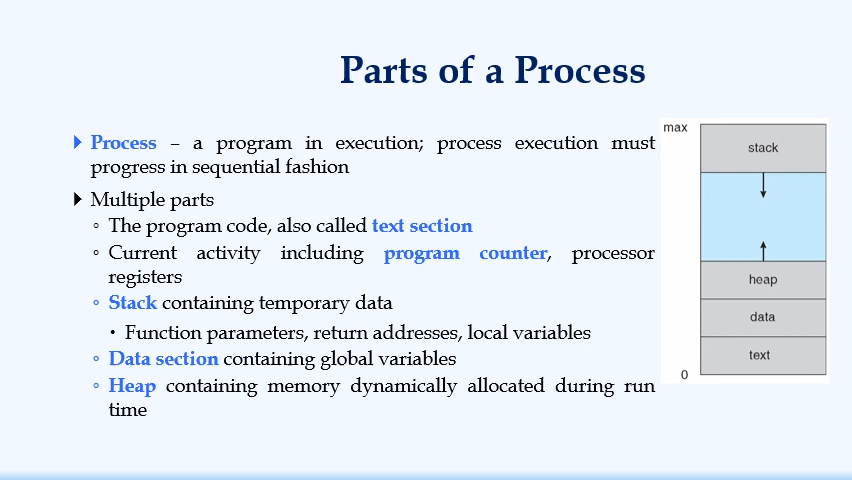 Parts of a Process
Process – a program in execution; process execution must
progress in sequential fashion
Multiple parts
The program code, also called text section
Current activity including program counter, processor
registers
Stack containing temporary data
Function parameters, return addresses, local variables
Data section containing global variables
Heap containing memory dynamically allocated during run
time
max
stack
heap
data
text
0